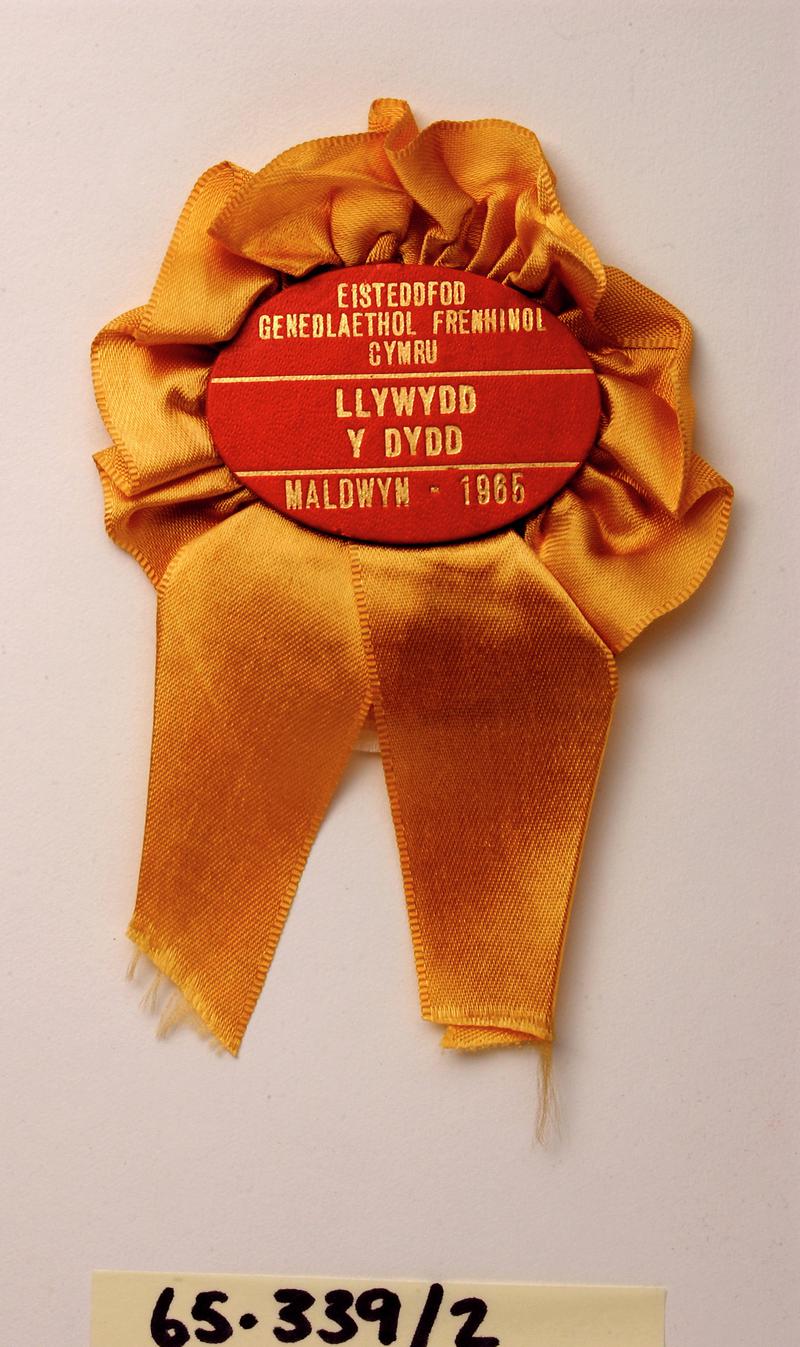 EISTEDDFOD
GENEDLAETHOL FRENHINOL
CYMRU
LLYWYDD
Y DYDD
MALDWYN - 1965
65.339/2